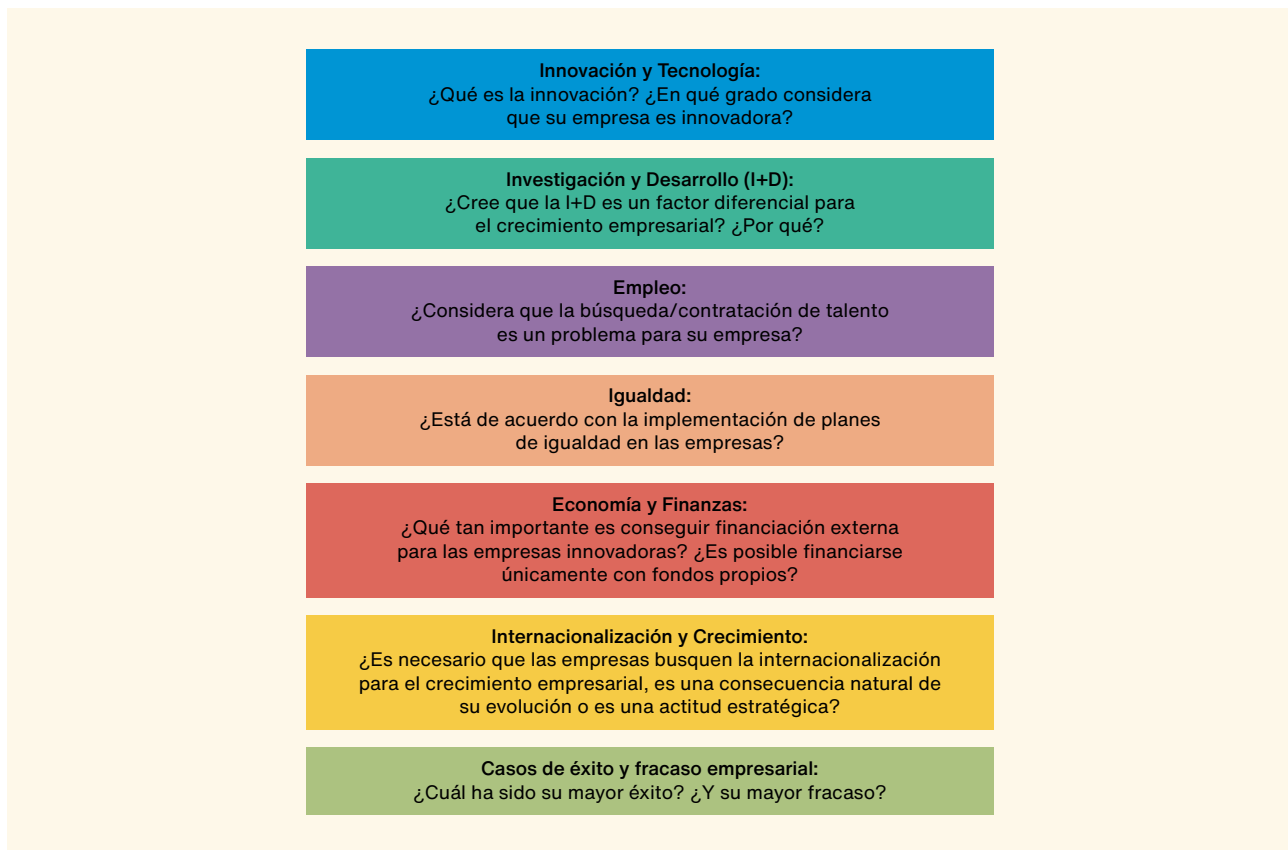 Innovación y Tecnología:
¿Qué es la innovación? ¿En qué grado considera
que su empresa es innovadora?
Investigación y Desarrollo (I+D):
¿Cree que la I+D es un factor diferencial para
el crecimiento empresarial? ¿Por qué?
Empleo:
¿Considera que la búsqueda/contratación de talento
es un problema para su empresa?
Igualdad:
¿Está de acuerdo con la implementación de planes
de igualdad en las empresas?
Economía y Finanzas:
¿Qué tan importante es conseguir financiación externa
para las empresas innovadoras? ¿Es posible financiarse
únicamente con fondos propios?
Internacionalización y Crecimiento:
¿Es necesario que las empresas busquen la internacionalización
para el crecimiento empresarial, es una consecuencia natural de
su evolución o es una actitud estratégica?
Casos de éxito y fracaso empresarial:
¿Cuál ha sido su mayor éxito? ¿Y su mayor fracaso?